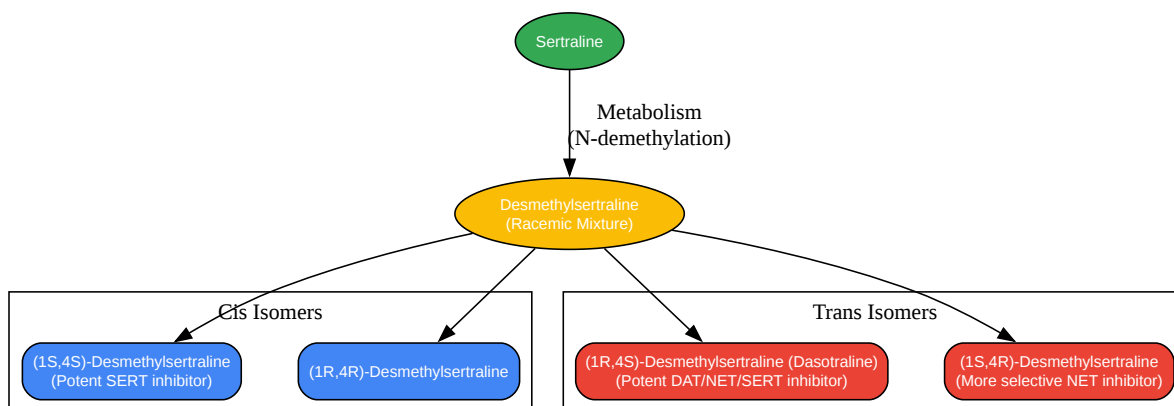 Sertraline
Metabolism
(N-demethylation)
Desmethylsertraline
(Racemic Mixture)
Cis Isomers
Trans Isomers
(1S,4S)-Desmethylsertraline
(Potent SERT inhibitor)
(1R,4R)-Desmethylsertraline
(1R,4S)-Desmethylsertraline (Dasotraline)
(Potent DAT/NET/SERT inhibitor)
(1S,4R)-Desmethylsertraline
(More selective NET inhibitor)